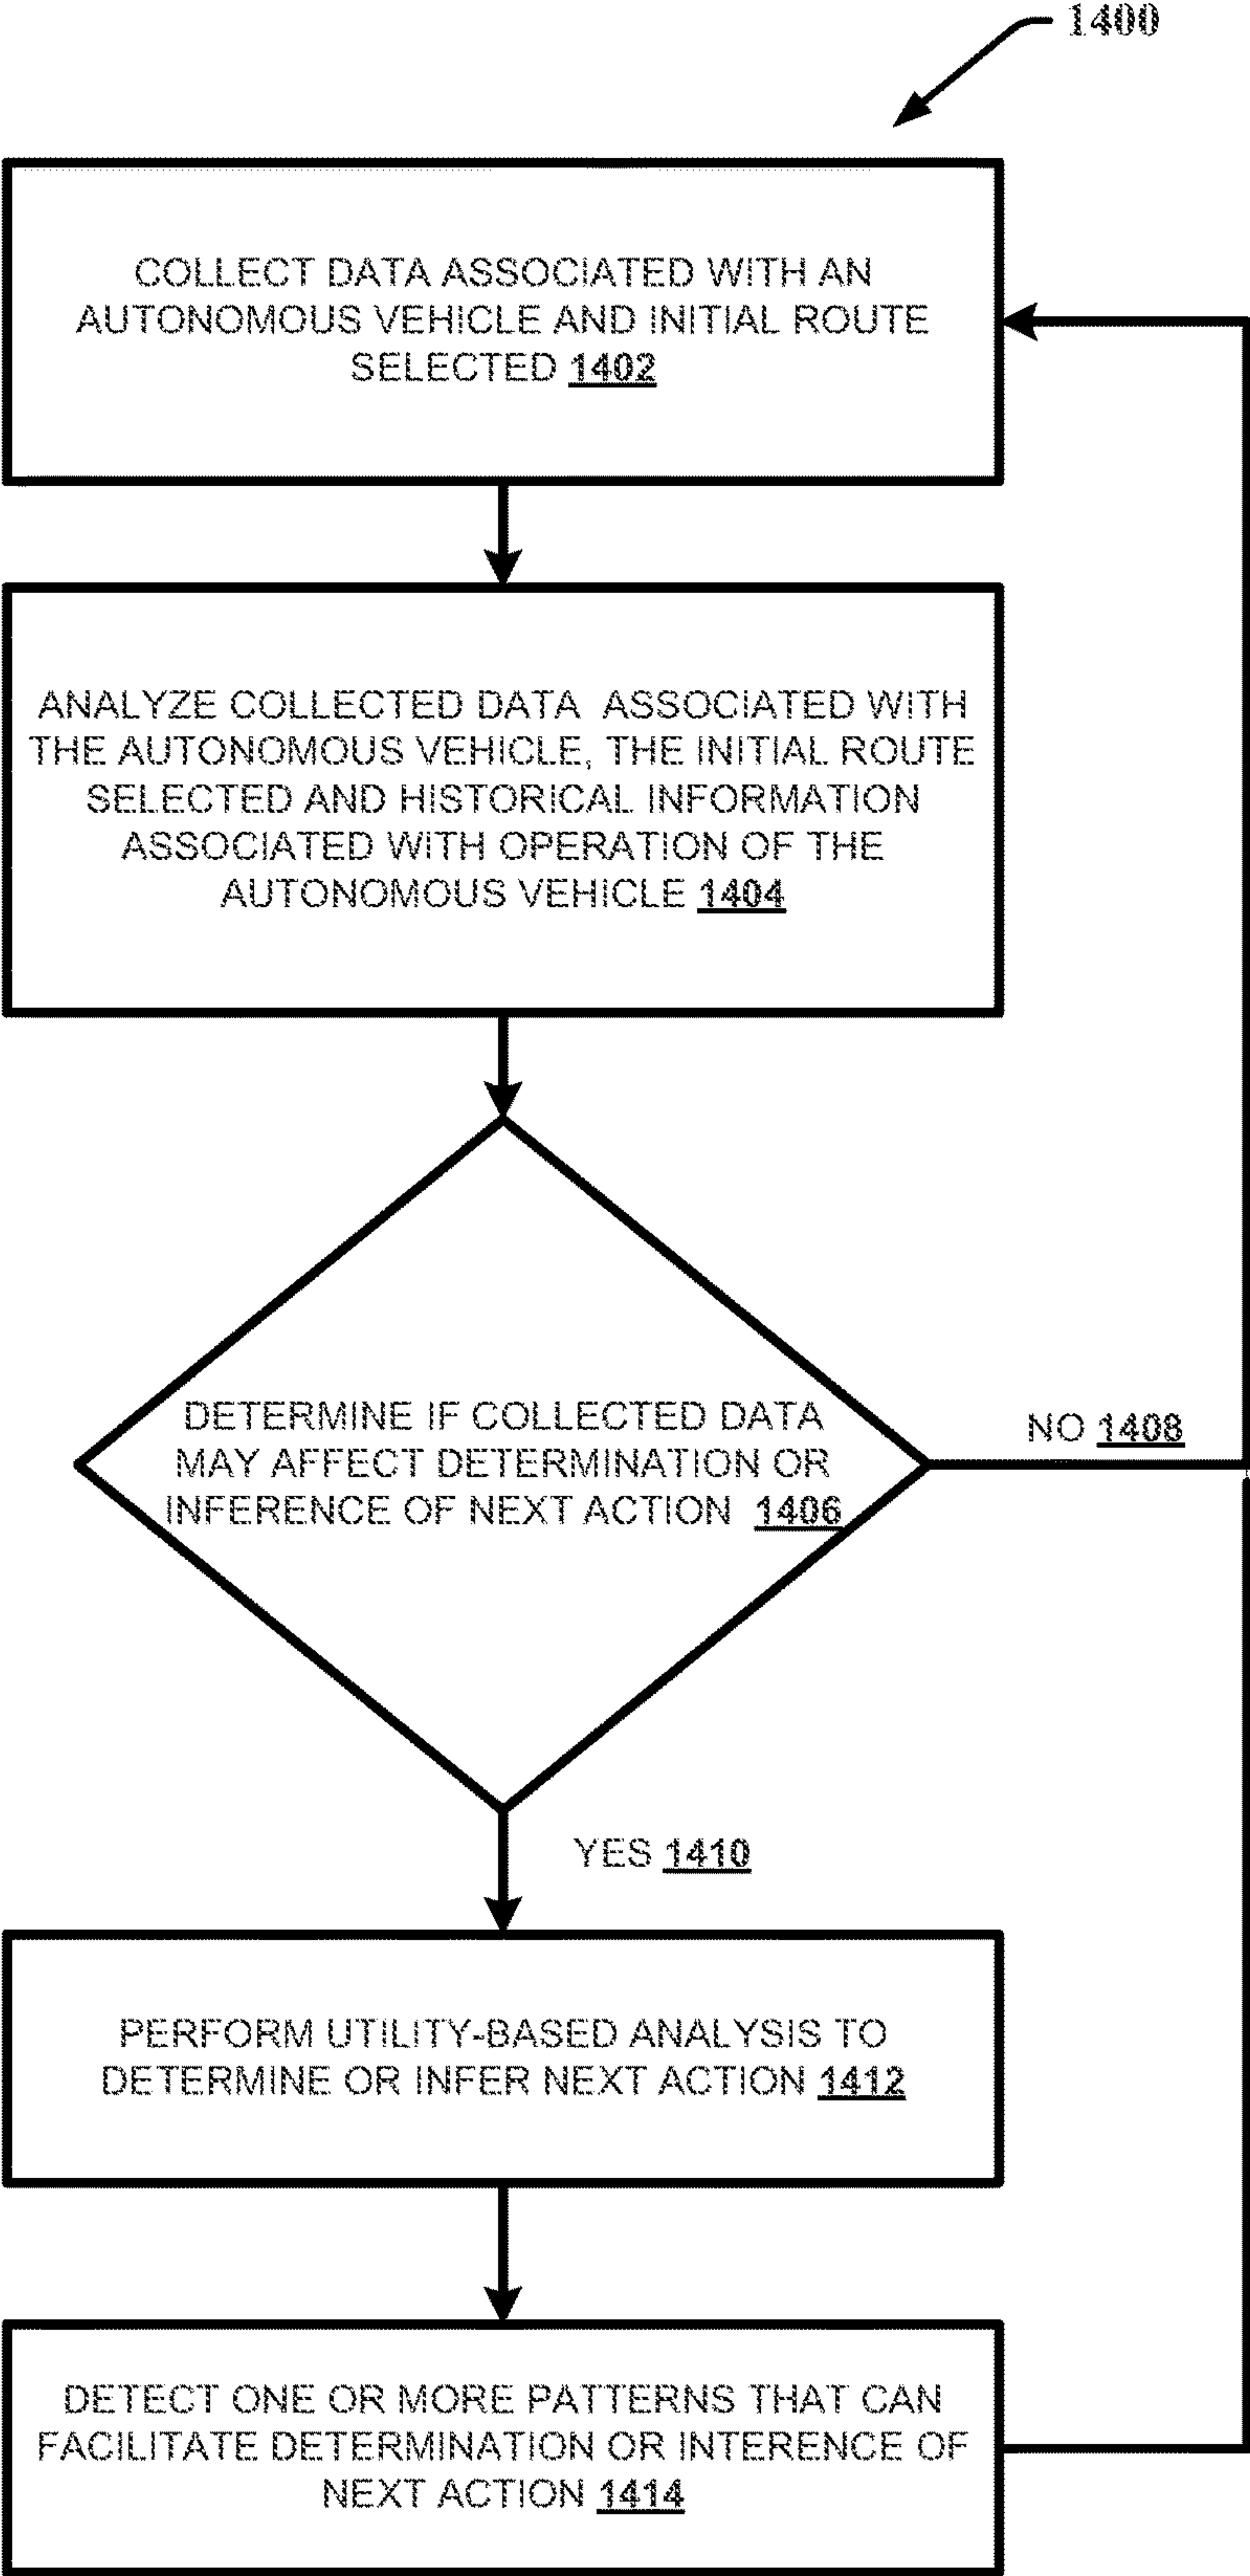 1400
COLLECT DATA ASSOCIATED WITH AN
AUTONOMOUS VEHICLE AND INITIAL ROUTE
SELECTED 1402
ANALYZE COLLECTED DATA ASSOCIATED WITH
THE AUTONOMOUS VEHICLE, THE INITIAL ROUTE
SELECTED AND HISTORICAL INFORMATION
ASSOCIATED WITH OPERATION OF THE
AUTONOMOUS VEHICLE 1404
DETERMINE IF COLLECTED DATA
MAY AFFECT DETERMINATION OR
INFERENCE OF NEXT ACTION 1406
NO 1408
YES 1410
PERFORM UTILITY-BASED ANALYSIS TO
DETERMINE OR INFER NEXT ACTION 1412
DETECT ONE OR MORE PATTERNS THAT CAN
FACILITATE DETERMINATION OR INTERENCE OF
NEXT ACTION 1414